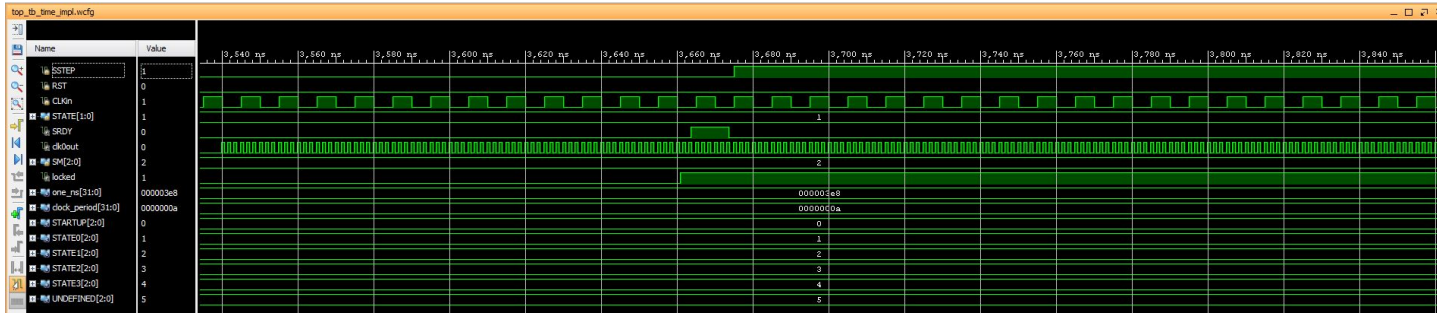 top_tb_time_impl.wcfg
Name Value
3,540 ns 3,560 ns 3,580 ns 3,600 ns 3,620 ns 3,640 ns 3,660 ns 3,680 ns 3,700 ns 3,720 ns 3,740 ns 3,760 ns 3,780 ns 3,800 ns 3,820 ns 3,840 ns
SSTEP 1
RST 0
CLKin 1
STATE[1:0] 1 1
SRDY 0
clk0out 0
SM[2:0] 2 2
locked 1
one_ns[31:0] 000003e8 000003e8
clock_period[31:0] 0000000a 0000000a
STARTUP[2:0] 0 0
STATE0[2:0] 1 1
STATE1[2:0] 2 2
STATE2[2:0] 3 3
STATE3[2:0] 4 4
UNDEFINED[2:0] 5 5